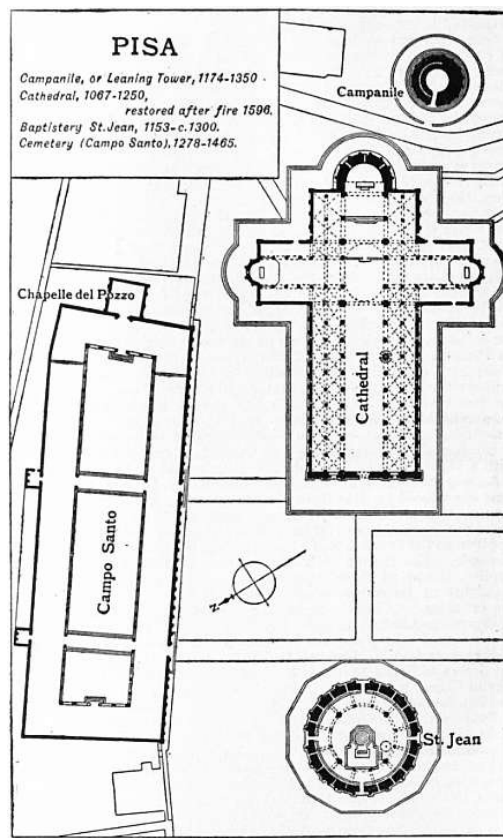 PISA
Campanile, or Leaning Tower, 1174-1350.
Cathedral, 1067-1250,
restored after fire 1596.
Baptistery St. Jean, 1153-c.1300.
Cemetery (Campo Santo), 1278-1465.
Campanile
Chapelle del Pozzo
Cathedral
Campo Santo
N
St. Jean